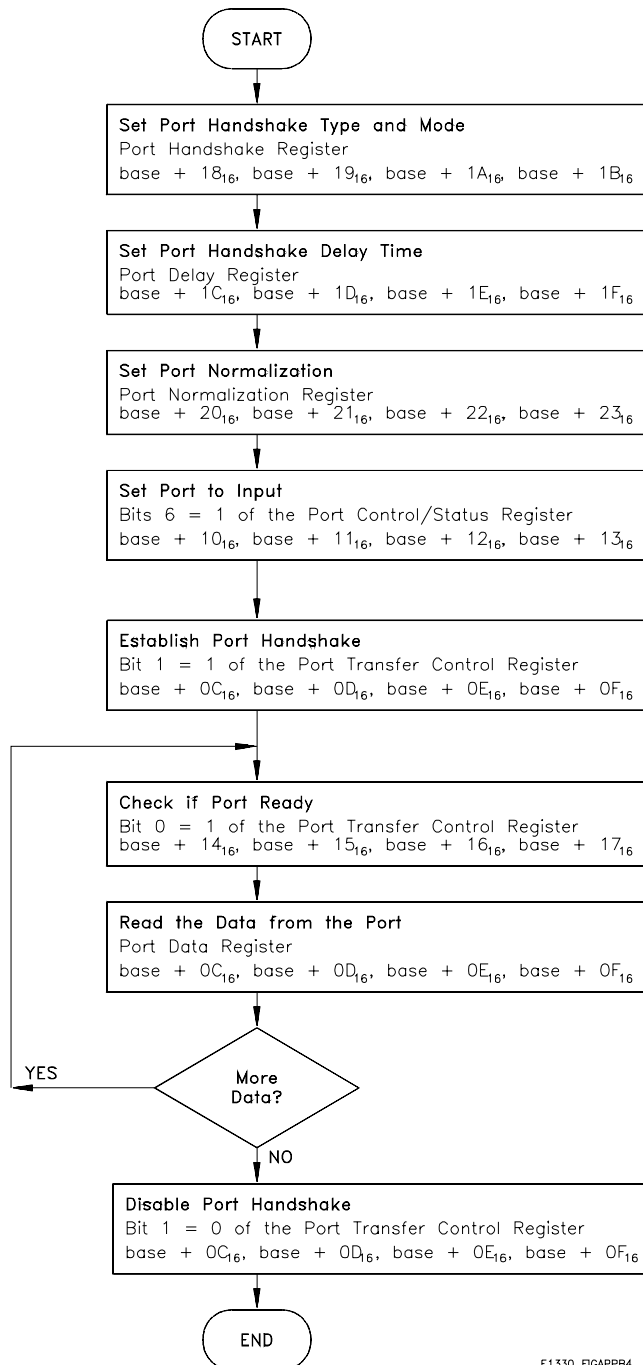 START
Set Port Handshake Type and Mode
Port Handshake Register
base + 18₁₆, base + 19₁₆, base + 1A₁₆, base + 1B₁₆
Set Port Handshake Delay Time
Port Delay Register
base + 1C₁₆, base + 1D₁₆, base + 1E₁₆, base + 1F₁₆
Set Port Normalization
Port Normalization Register
base + 20₁₆, base + 21₁₆, base + 22₁₆, base + 23₁₆
Set Port to Input
Bits 6 = 1 of the Port Control/Status Register
base + 10₁₆, base + 11₁₆, base + 12₁₆, base + 13₁₆
Establish Port Handshake
Bit 1 = 1 of the Port Transfer Control Register
base + 0C₁₆, base + 0D₁₆, base + 0E₁₆, base + 0F₁₆
Check if Port Ready
Bit 0 = 1 of the Port Transfer Control Register
base + 14₁₆, base + 15₁₆, base + 16₁₆, base + 17₁₆
Read the Data from the Port
Port Data Register
base + 0C₁₆, base + 0D₁₆, base + 0E₁₆, base + 0F₁₆
YES
More
Data?
NO
Disable Port Handshake
Bit 1 = 0 of the Port Transfer Control Register
base + 0C₁₆, base + 0D₁₆, base + 0E₁₆, base + 0F₁₆
END
E1330 FIGAPPB4